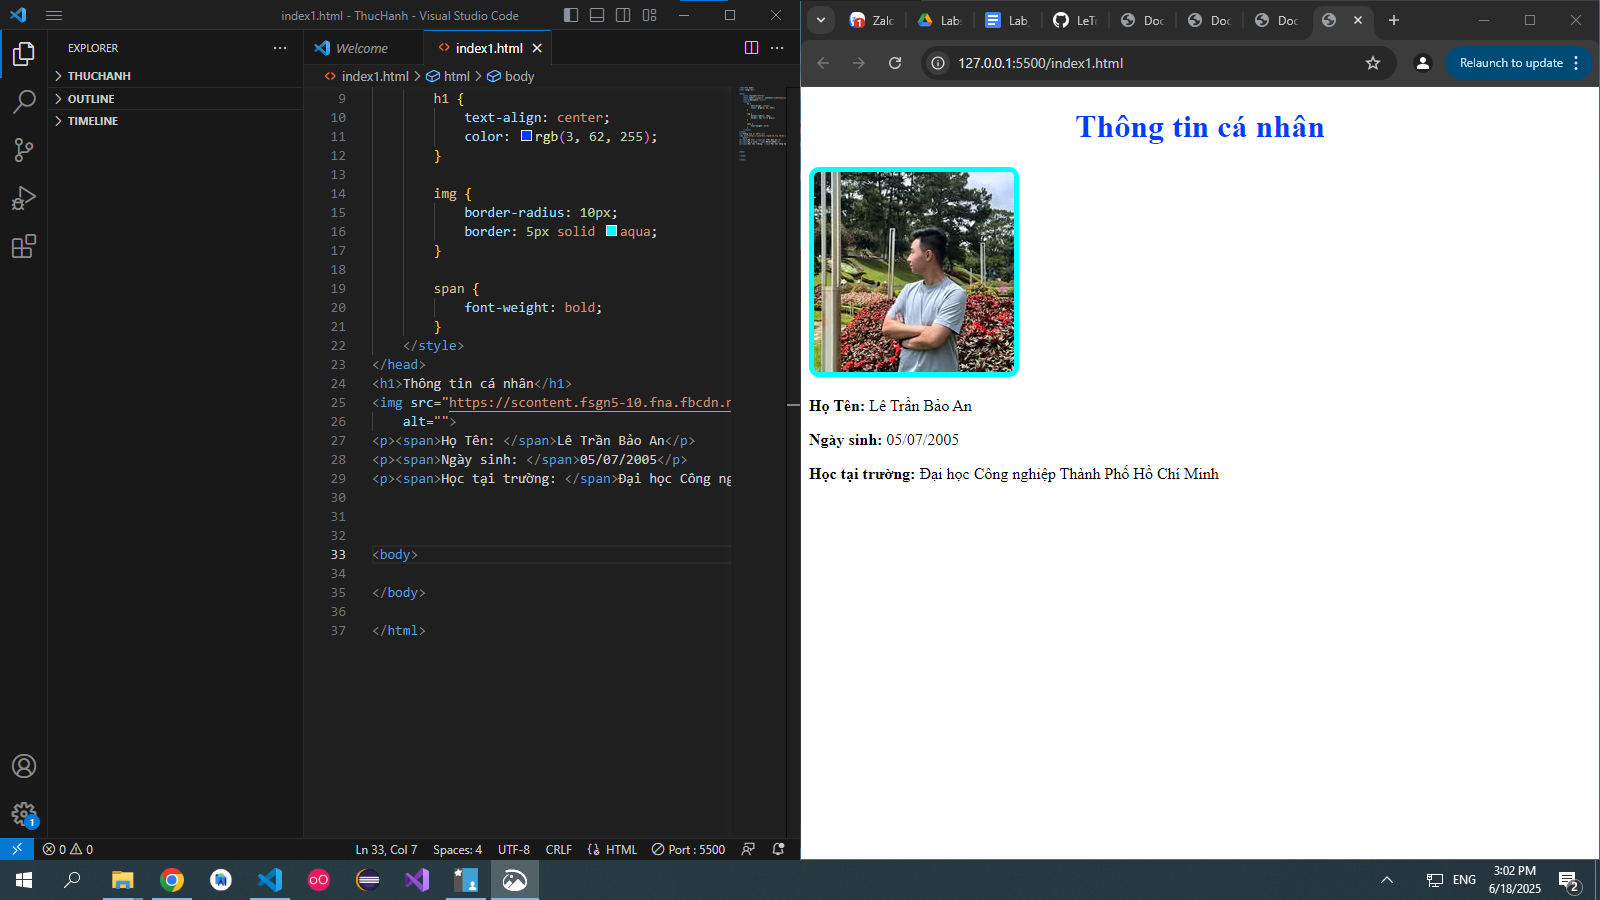 index1.html - ThucHanh - Visual Studio Code
EXPLORER
THUCHANH
OUTLINE
TIMELINE
Welcome
index1.html
index1.html > html > body
9 h1 {
10 text-align: center;
11 color: rgb(3, 62, 255);
12 }
13
14 img {
15 border-radius: 10px;
16 border: 5px solid aqua;
17 }
18
19 span {
20 font-weight: bold;
21 }
22 </style>
23 </head>
24 <h1>Thông tin cá nhân</h1>
25 <img src="https://scontent.fsgn5-10.fna.fbcdn.n
26 alt="">
27 <p><span>Họ Tên: </span>Lê Trần Bảo An</p>
28 <p><span>Ngày sinh: </span>05/07/2005</p>
29 <p><span>Học tại trường: </span>Đại học Công ng
30
31
32
33 <body>
34
35 </body>
36
37 </html>
1
0 0
Ln 33, Col 7
Spaces: 4
UTF-8
CRLF
HTML
Port : 5500
1 Zalo
Lab
Lab_
LeTr
Doc
Doc
Doc
127.0.0.1:5500/index1.html
Relaunch to update
Thông tin cá nhân
Họ Tên: Lê Trần Bảo An
Ngày sinh: 05/07/2005
Học tại trường: Đại học Công nghiệp Thành Phố Hồ Chí Minh
ENG
3:02 PM
6/18/2025
2